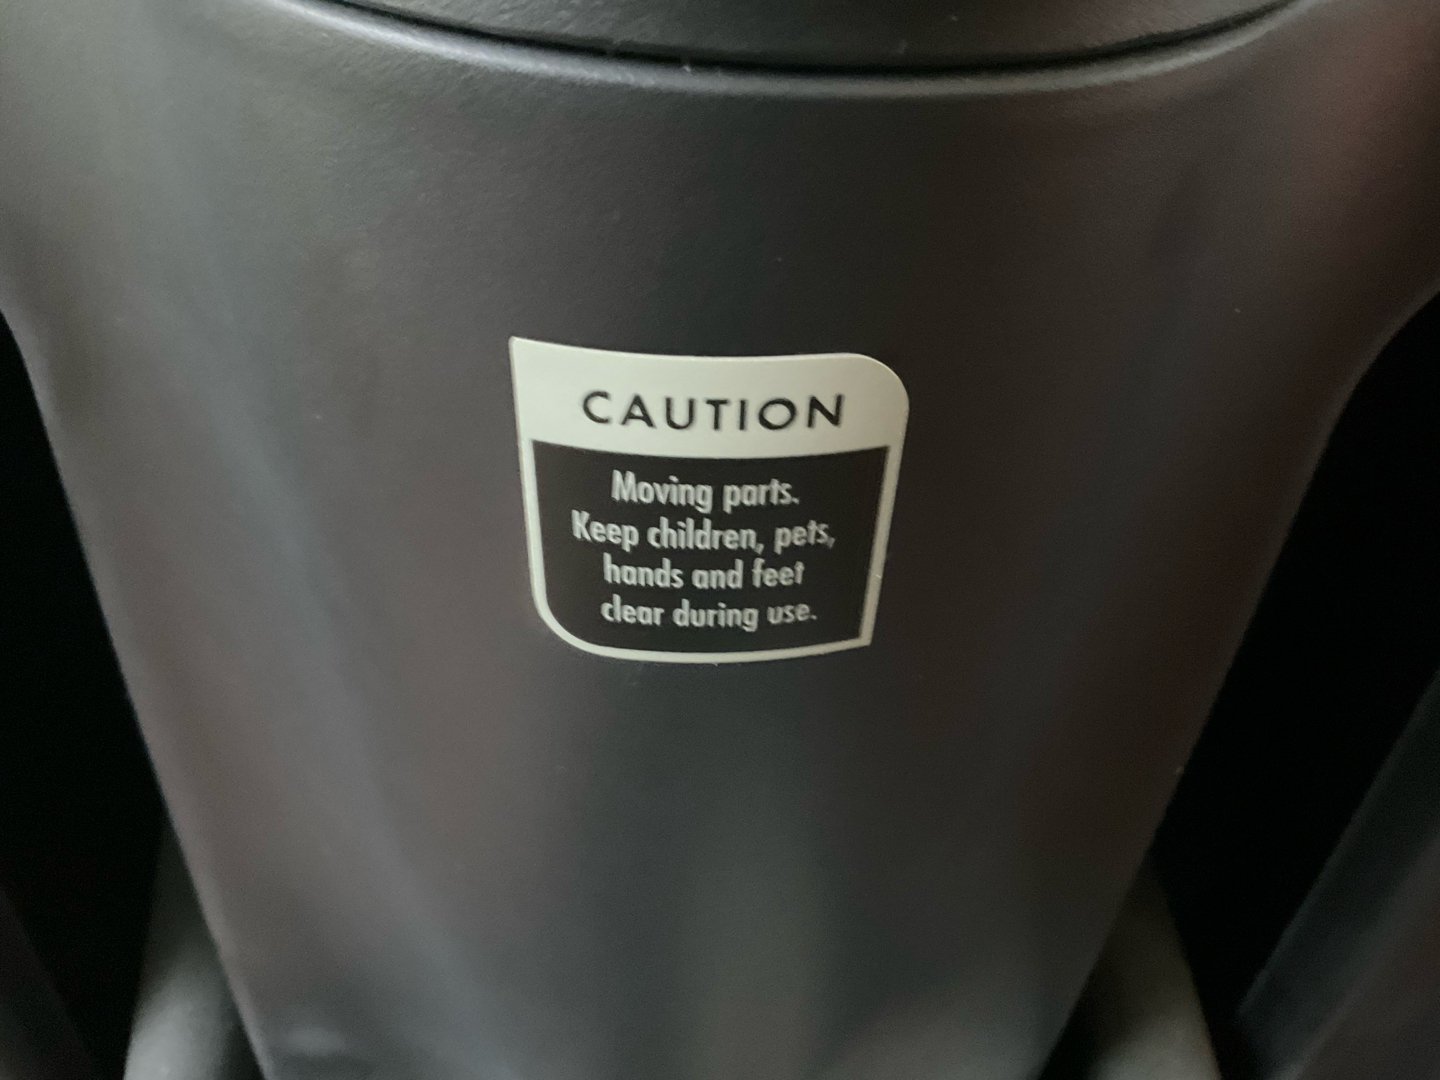 CAUTION
Moving parts.
Keep children, pets,
hands and feet
clear during use.